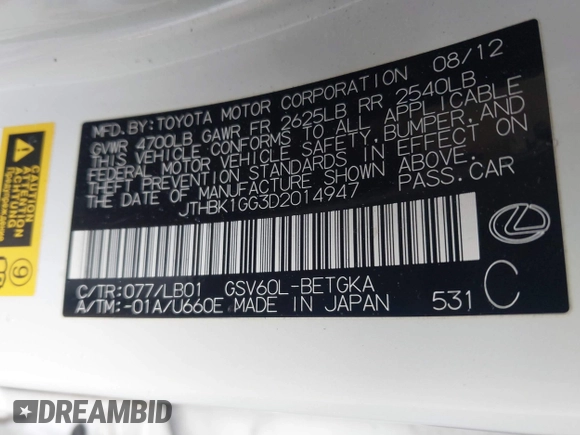 MFD.BY:TOYOTA MOTOR CORPORATION 08/12
GVWR 4700LB GAWR FR 2625LB RR 2540LB
THIS VEHICLE CONFORMS TO ALL APPLICABLE
FEDERAL MOTOR VEHICLE SAFETY,BUMPER,AND
THEFT PREVENTION STANDARDS IN EFFECT ON
THE DATE OF MANUFACTURE SHOWN ABOVE.
JTHBK1GG3D2014947 PASS.CAR
C/TR:077/LB01 GSV60L-BETGKA
A/TM:-01A/U660E MADE IN JAPAN 531 C
9
DREAMBID